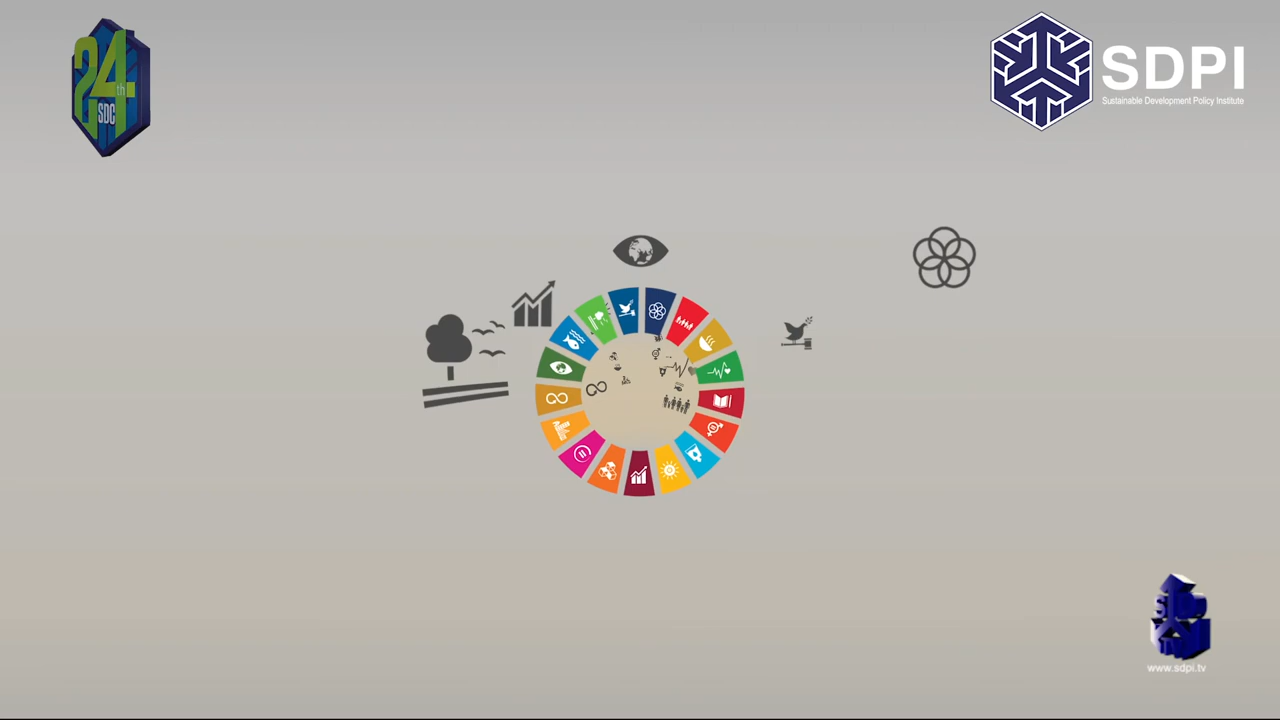 24th
SDC
SDPI
Sustainable Development Policy Institute
www.sdpi.tv